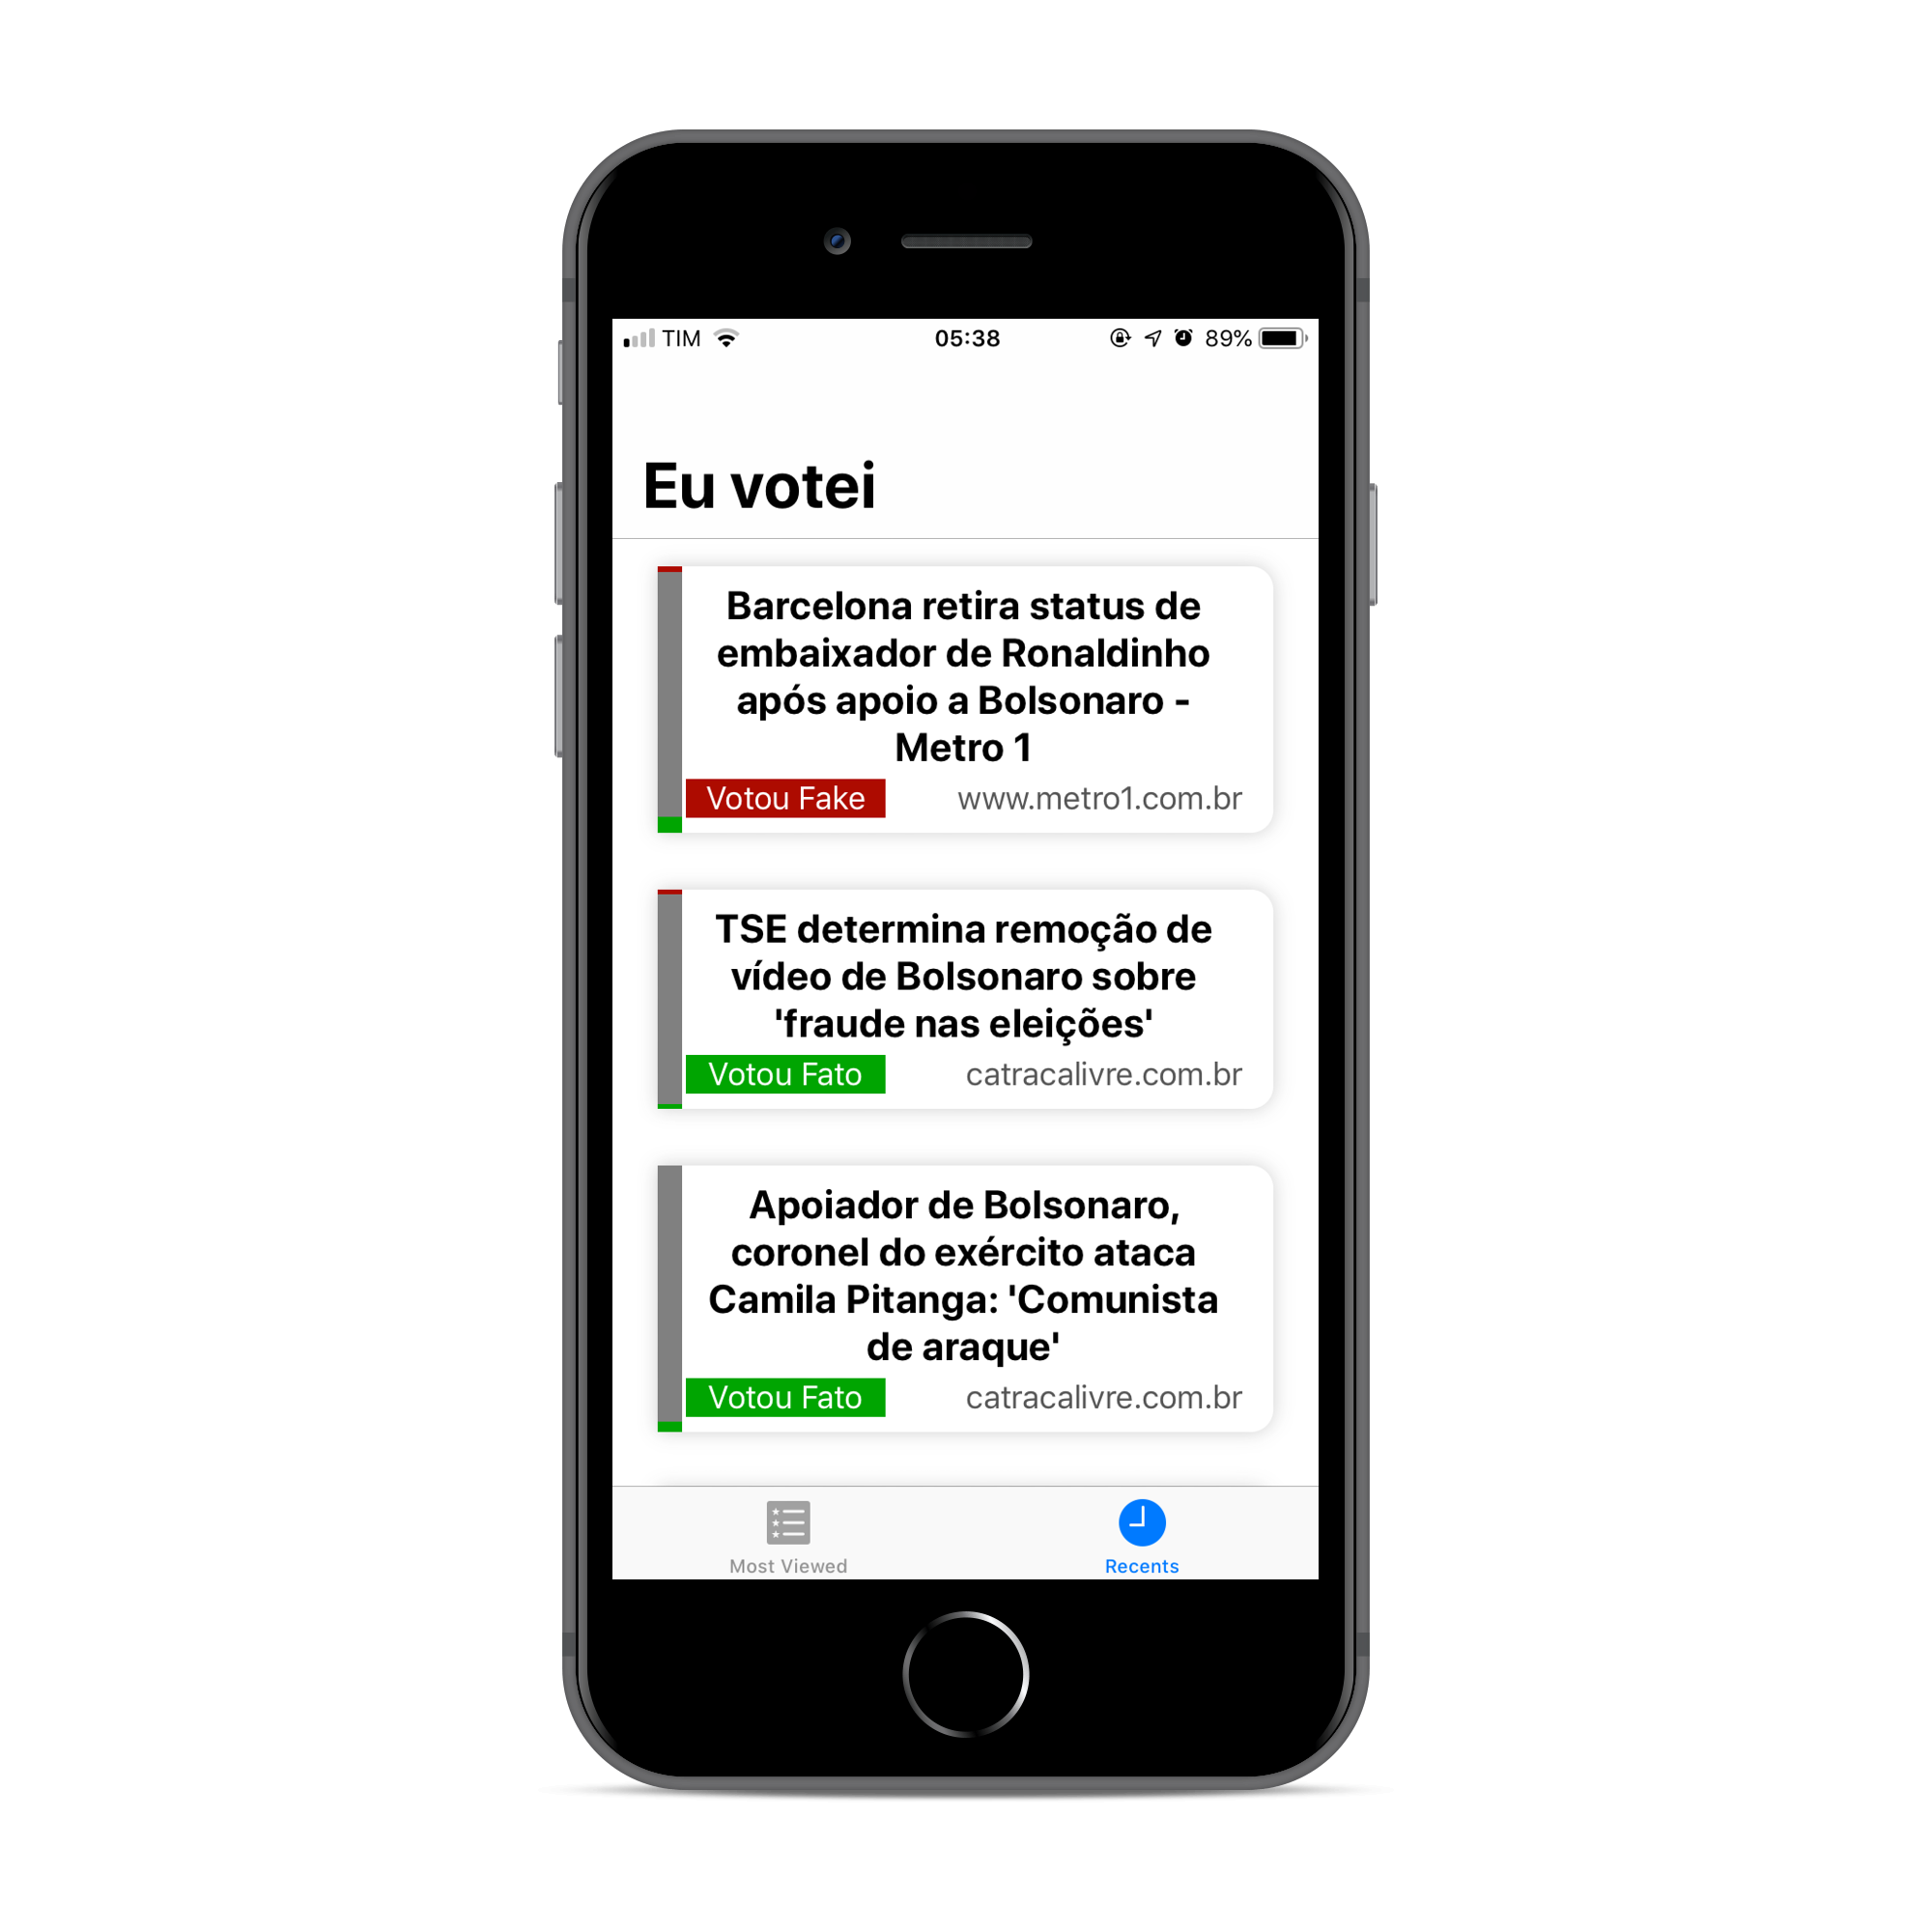 TIM 05:38 89%
Eu votei
Barcelona retira status de
embaixador de Ronaldinho
após apoio a Bolsonaro -
Metro 1
Votou Fake www.metro1.com.br
TSE determina remoção de
vídeo de Bolsonaro sobre
'fraude nas eleições'
Votou Fato catracalivre.com.br
Apoiador de Bolsonaro,
coronel do exército ataca
Camila Pitanga: 'Comunista
de araque'
Votou Fato catracalivre.com.br
Most Viewed Recents